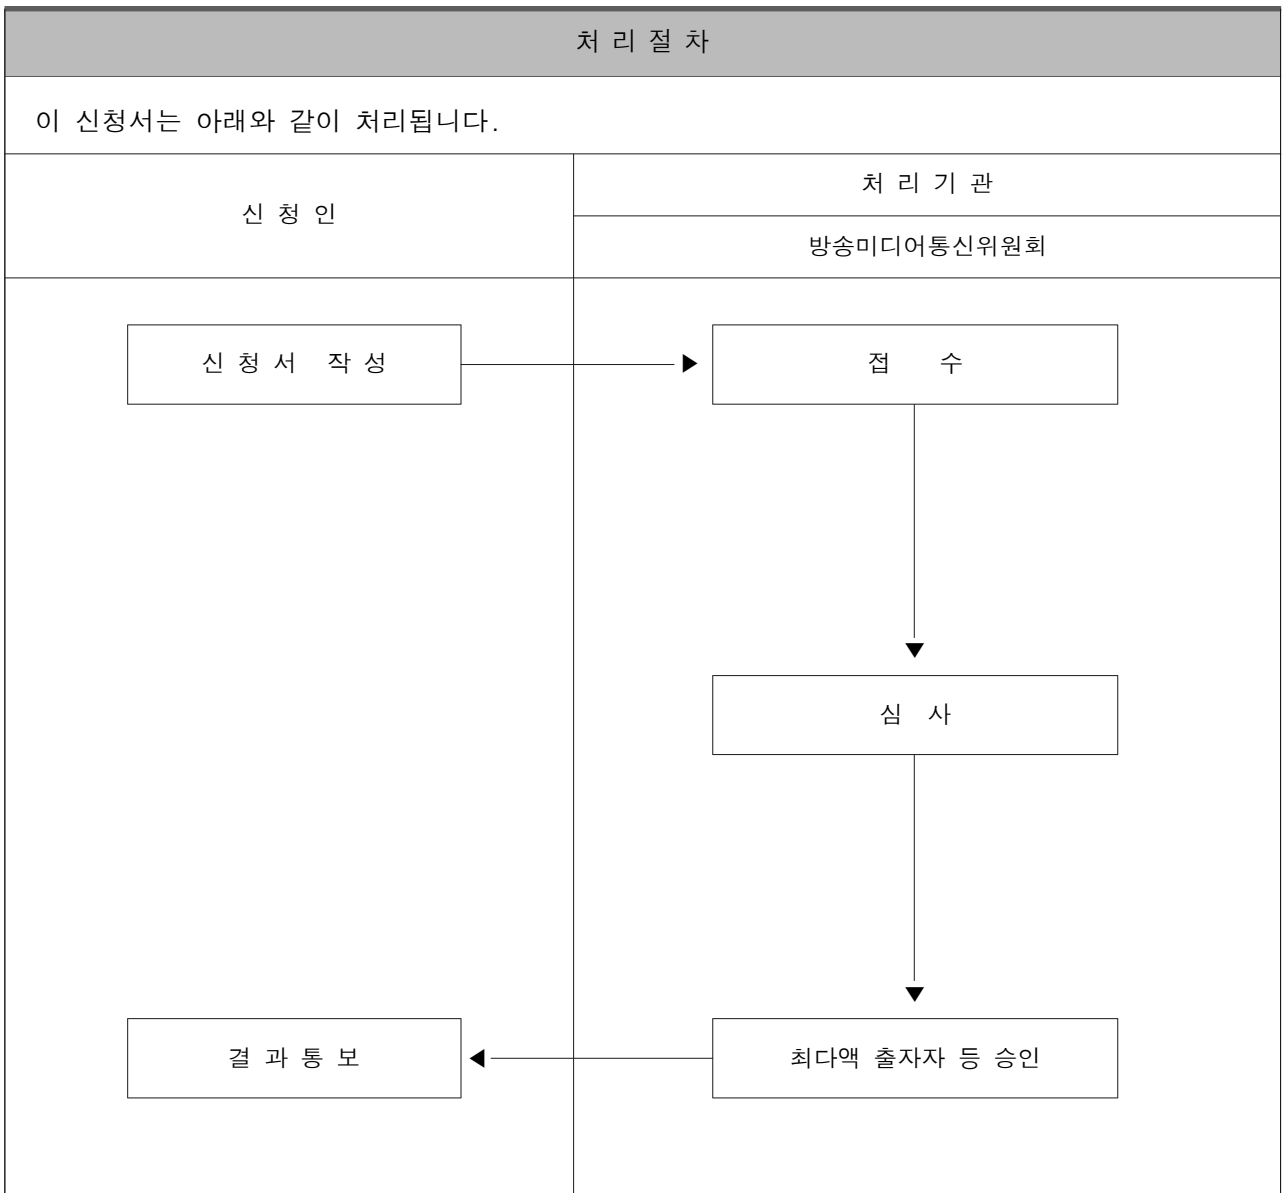 처 리 절 차
이 신청서는 아래와 같이 처리됩니다.
신 청 인
처 리 기 관
방송미디어통신위원회
신 청 서 작 성
접 수
심 사
결 과 통 보
최다액 출자자 등 승인